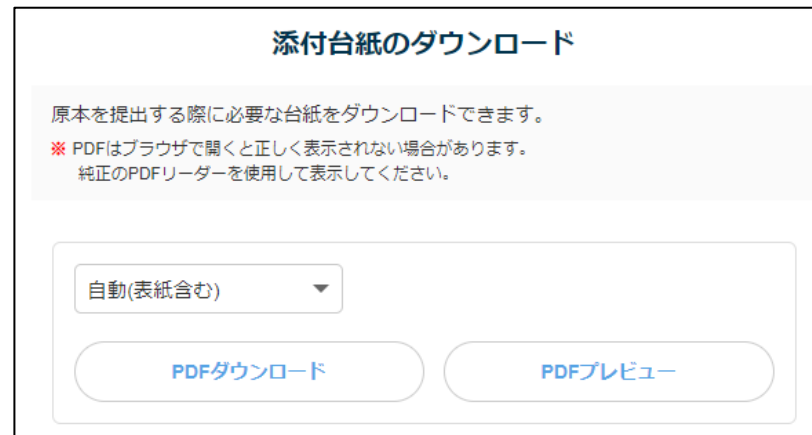 添付台紙のダウンロード
原本を提出する際に必要な台紙をダウンロードできます。
※ PDFはブラウザで開くと正しく表示されない場合があります。
純正のPDFリーダーを使用して表示してください。
自動(表紙含む)
PDFダウンロード
PDFプレビュー